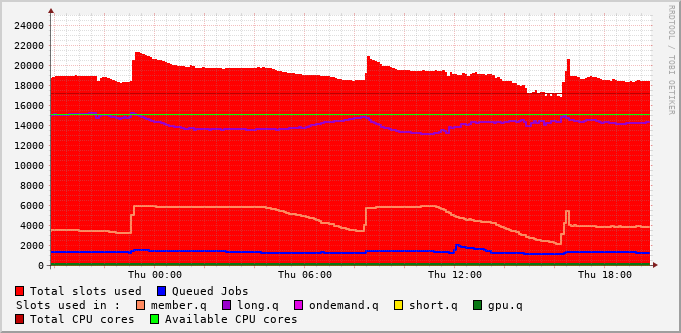 24000
22000
20000
18000
16000
14000
12000
10000
8000
6000
4000
2000
0
Thu 00:00 Thu 06:00 Thu 12:00 Thu 18:00
Total slots used Queued Jobs
Slots used in : member.q long.q ondemand.q short.q gpu.q
Total CPU cores Available CPU cores
RRDTOOL / TOBI OETIKER